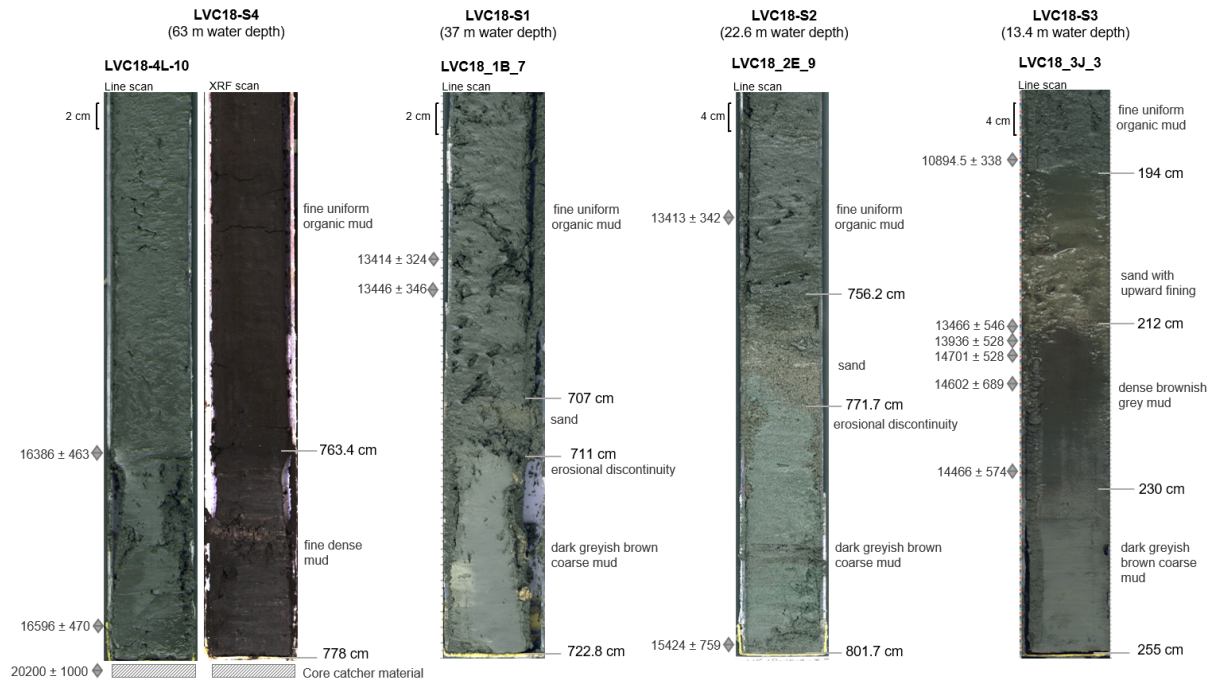 LVC18-S4
(63 m water depth)
LVC18-4L-10
Line scan
XRF scan
2 cm
fine uniform
organic mud
16386 ± 463
763.4 cm
fine dense
mud
16596 ± 470
778 cm
20200 ± 1000
Core catcher material
LVC18-S1
(37 m water depth)
LVC18_1B_7
Line scan
2 cm
fine uniform
organic mud
13414 ± 324
13446 ± 346
707 cm
sand
711 cm
erosional discontinuity
dark greyish brown
coarse mud
722.8 cm
LVC18-S2
(22.6 m water depth)
LVC18_2E_9
Line scan
4 cm
13413 ± 342
fine uniform
organic mud
756.2 cm
sand
771.7 cm
erosional discontinuity
dark greyish brown
coarse mud
15424 ± 759
801.7 cm
LVC18-S3
(13.4 m water depth)
LVC18_3J_3
Line scan
4 cm
fine uniform
organic mud
10894.5 ± 338
194 cm
sand with
upward fining
13466 ± 546
212 cm
13936 ± 528
14701 ± 528
14602 ± 689
dense brownish
grey mud
14466 ± 574
230 cm
dark greyish
brown coarse
mud
255 cm